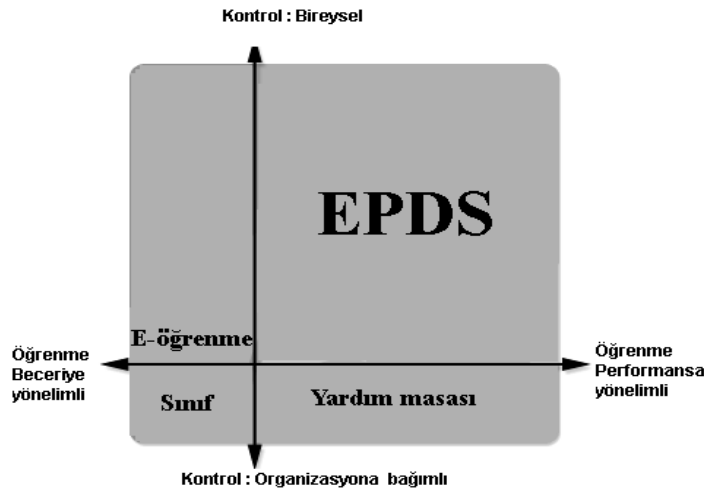 Kontrol : Bireysel
EPDS
E-öğrenme
Öğrenme
Beceriye
yönelimli
Öğrenme
Performansa
yönelimli
Sınıf
Yardım masası
Kontrol : Organizasyona bağımlı